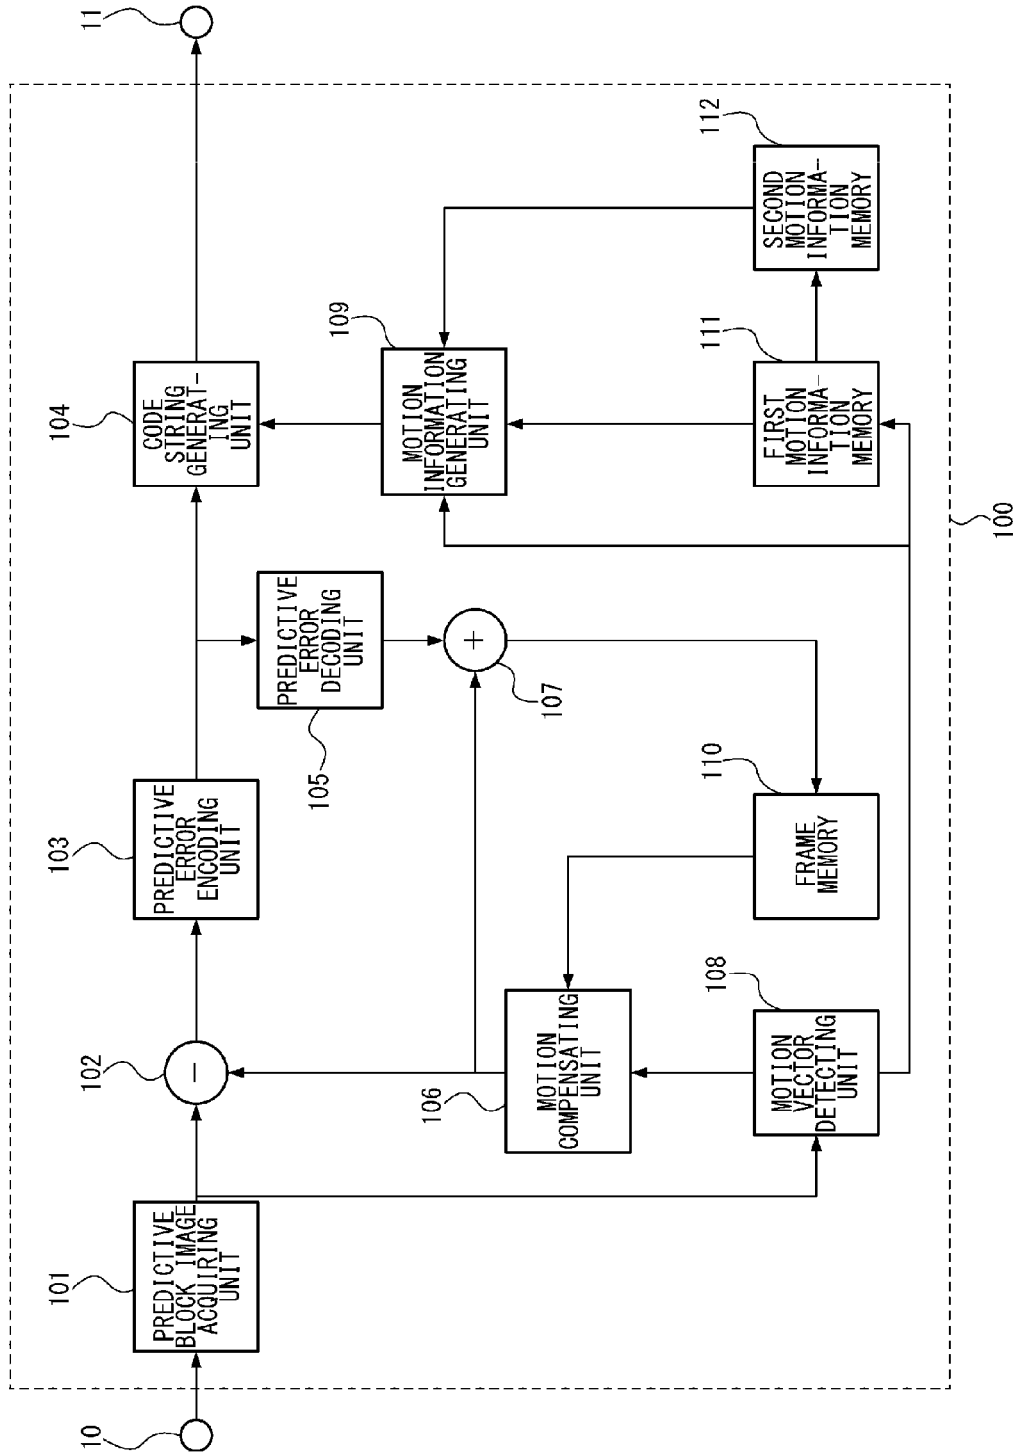 10
101
PREDICTIVE
BLOCK IMAGE
ACQUIRING
UNIT
102
−
103
PREDICTIVE
ERROR
ENCODING
UNIT
104
CODE
STRING
GENERAT-
ING
UNIT
11
105
PREDICTIVE
ERROR
DECODING
UNIT
106
MOTION
COMPENSATING
UNIT
107
+
109
MOTION
INFORMATION
GENERATING
UNIT
108
MOTION
VECTOR
DETECTING
UNIT
110
FRAME
MEMORY
111
FIRST
MOTION
INFORMA-
TION
MEMORY
112
SECOND
MOTION
INFORMA-
TION
MEMORY
100